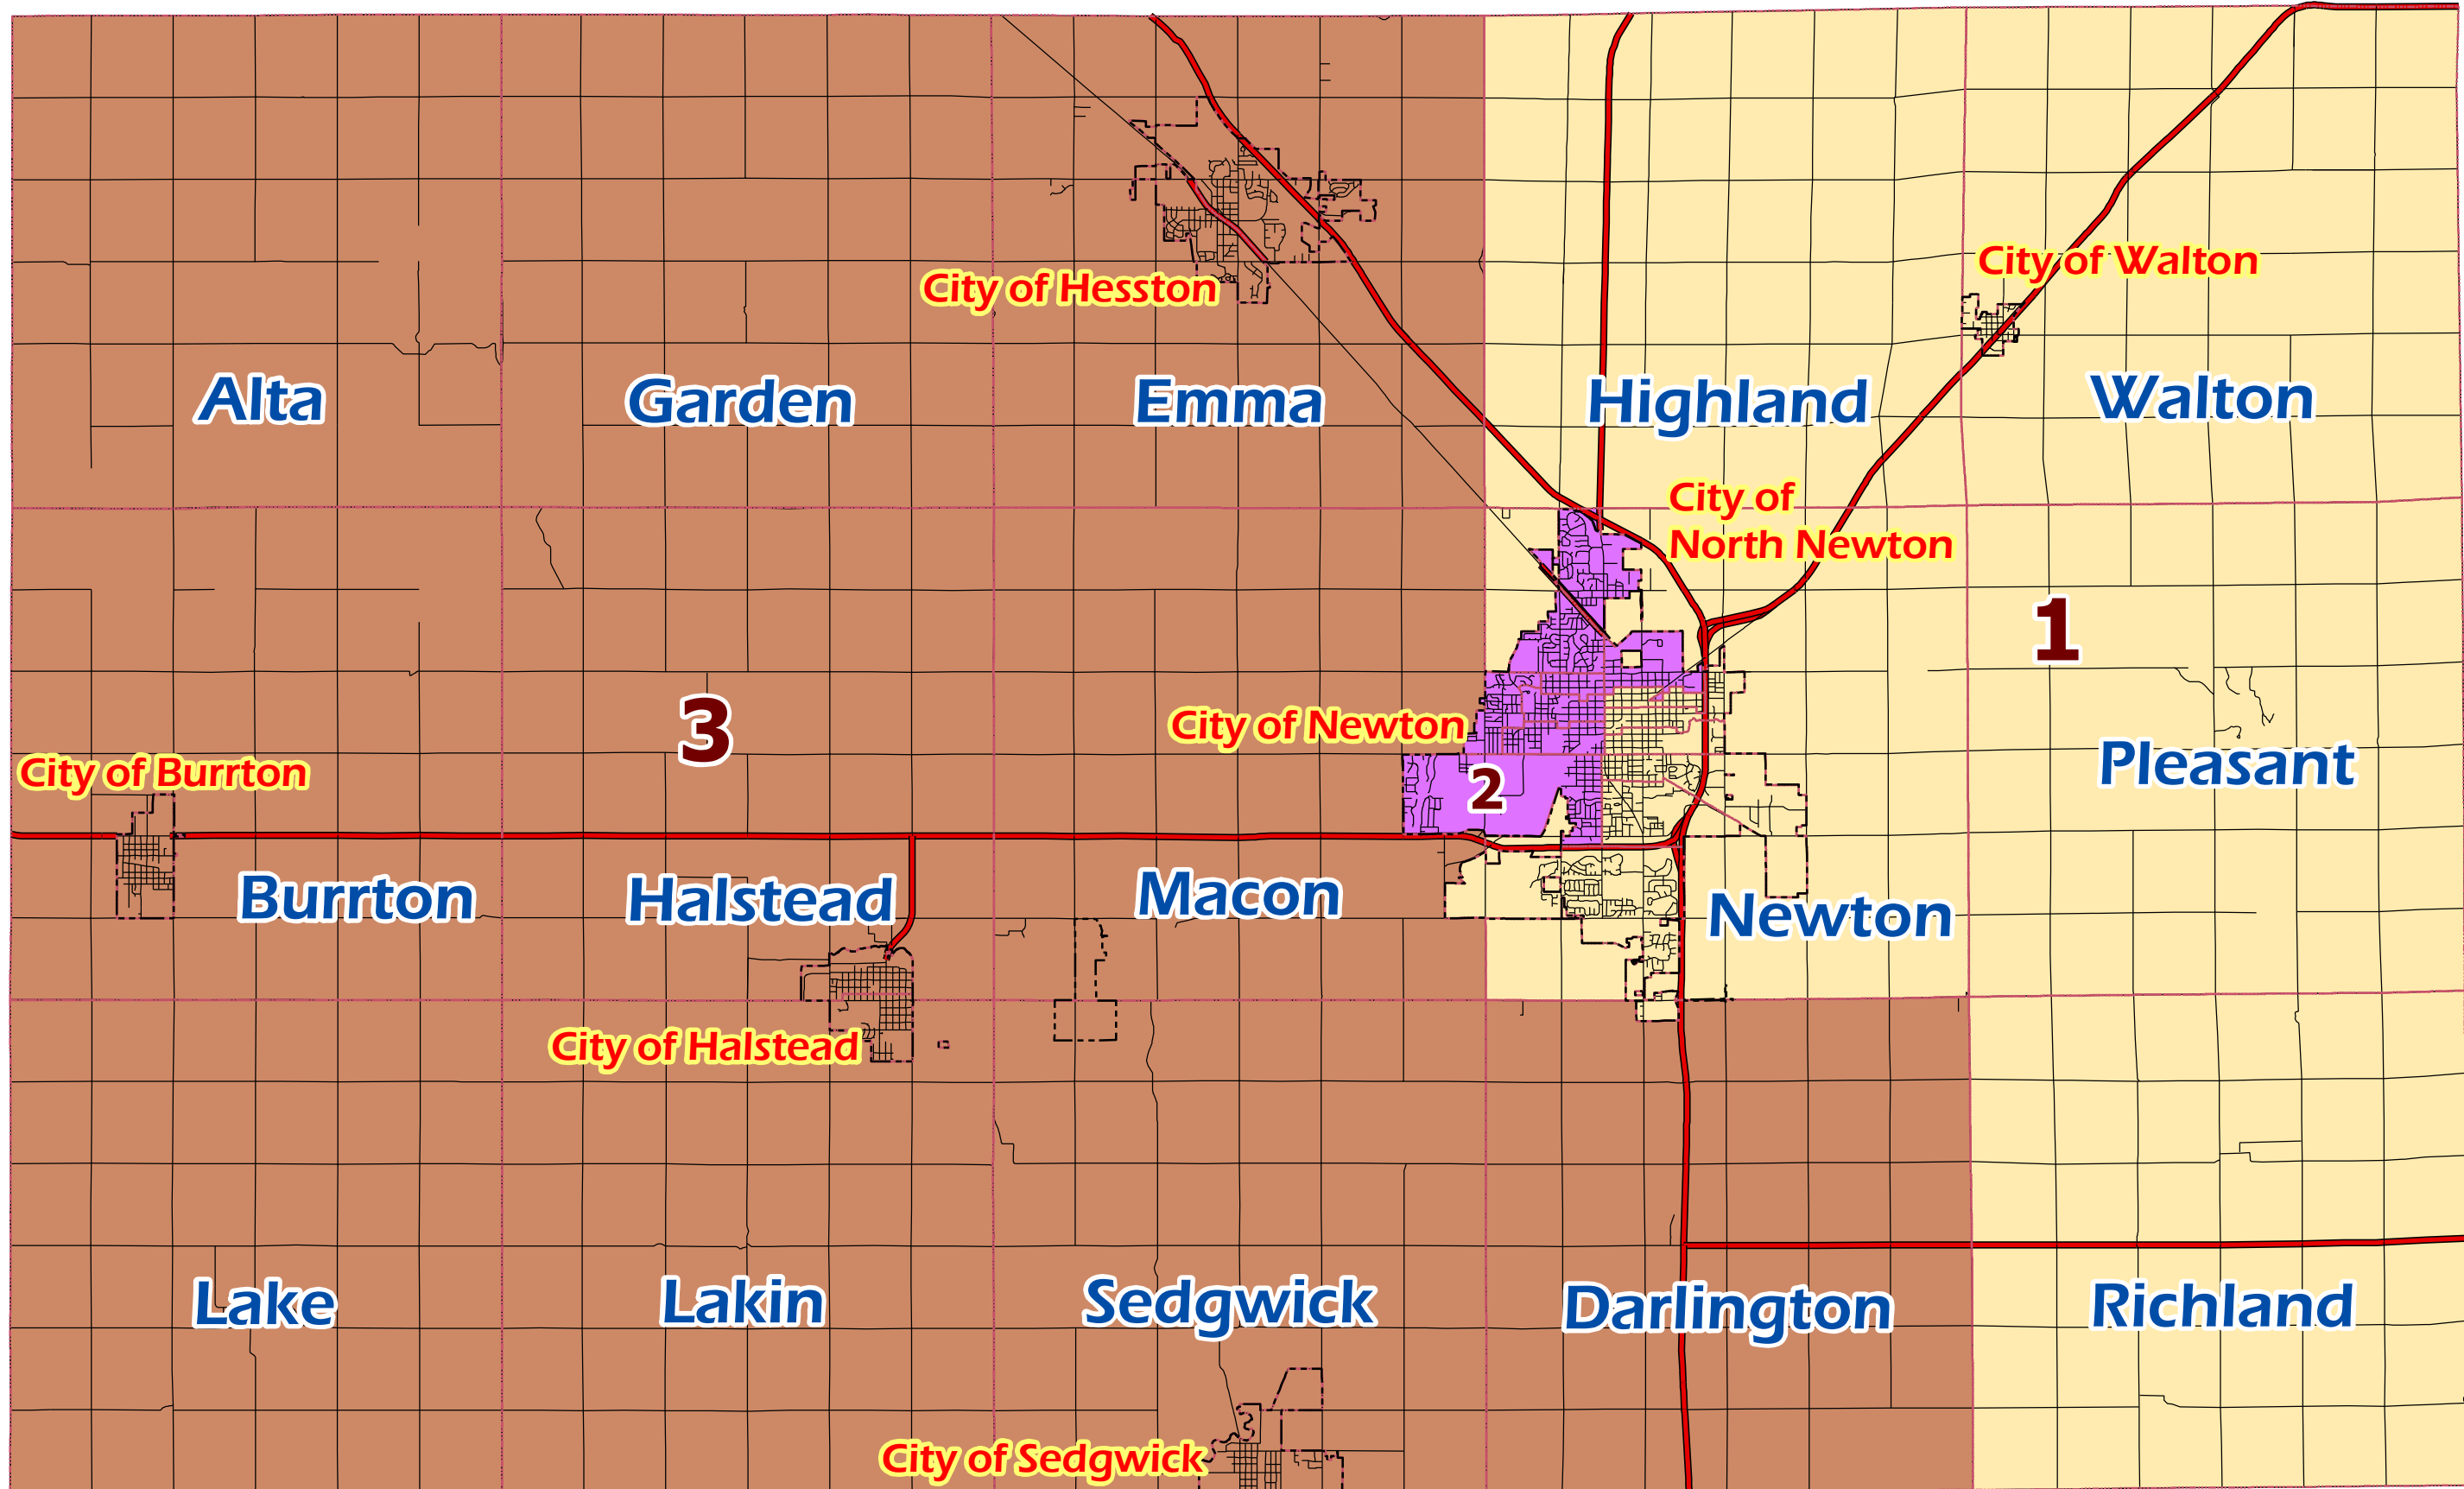 City of Walton
City of Hesston
Alta
Garden
Emma
Highland
Walton
City of
North Newton
1
3
City of Newton
Pleasant
City of Burrton
2
Burrton
Halstead
Macon
Newton
City of Halstead
Lake
Lakin
Sedgwick
Darlington
Richland
City of Sedgwick